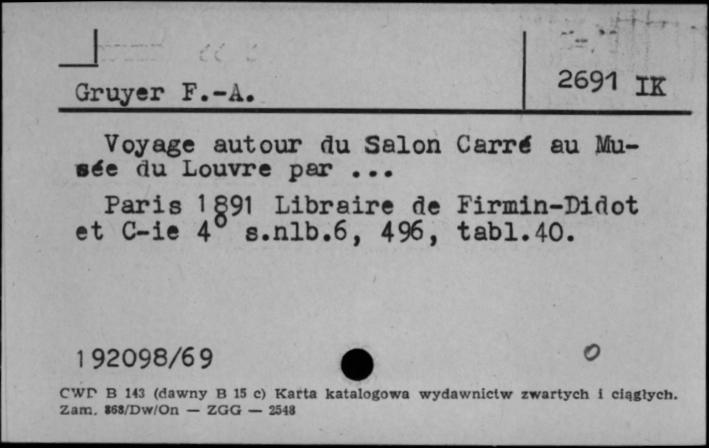 2691 IK
Gruyer F.-A.
Voyage autour du Salon Carré au Mu-
sée du Louvre par ...
Paris 1891 Libraire de Firmin-Didot
et C-ie 4° s.nlb.6, 496, tabl.40.
192098/69
0
CWD B 143 (dawny B 15 c) Karta katalogowa wydawnictw zwartych i ciągłych.
Zam. 868/Dw/On — ZGG — 2548